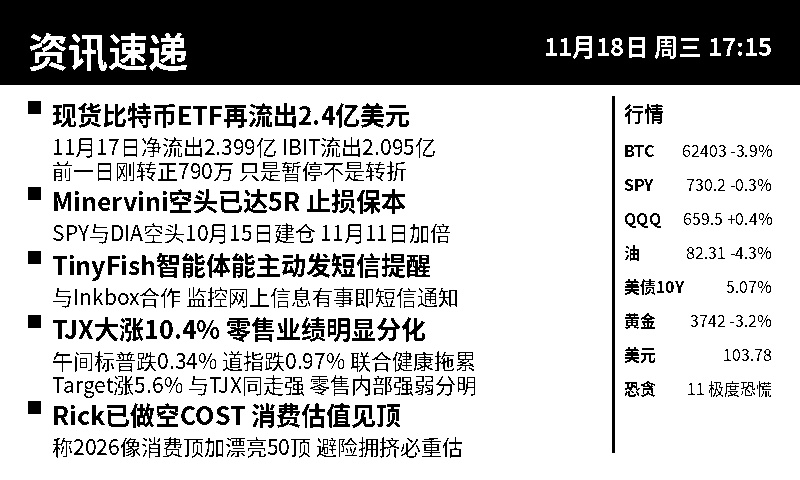 资讯速递
11月18日 周三 17:15
现货比特币ETF再流出2.4亿美元
11月17日净流出2.399亿 IBIT流出2.095亿
前一日刚转正790万 只是暂停不是转折
Minervini空头已达5R 止损保本
SPY与DIA空头10月15日建仓 11月11日加倍
TinyFish智能体能主动发短信提醒
与Inkbox合作 监控网上信息有事即短信通知
TJX大涨10.4% 零售业绩明显分化
午间标普跌0.34% 道指跌0.97% 联合健康拖累
Target涨5.6% 与TJX同走强 零售内部强弱分明
Rick已做空COST 消费估值见顶
称2026像消费顶加漂亮50顶 避险拥挤必重估
行情
BTC 62403 -3.9%
SPY 730.2 -0.3%
QQQ 659.5 +0.4%
油 82.31 -4.3%
美债10Y 5.07%
黄金 3742 -3.2%
美元 103.78
恐贪 11 极度恐慌